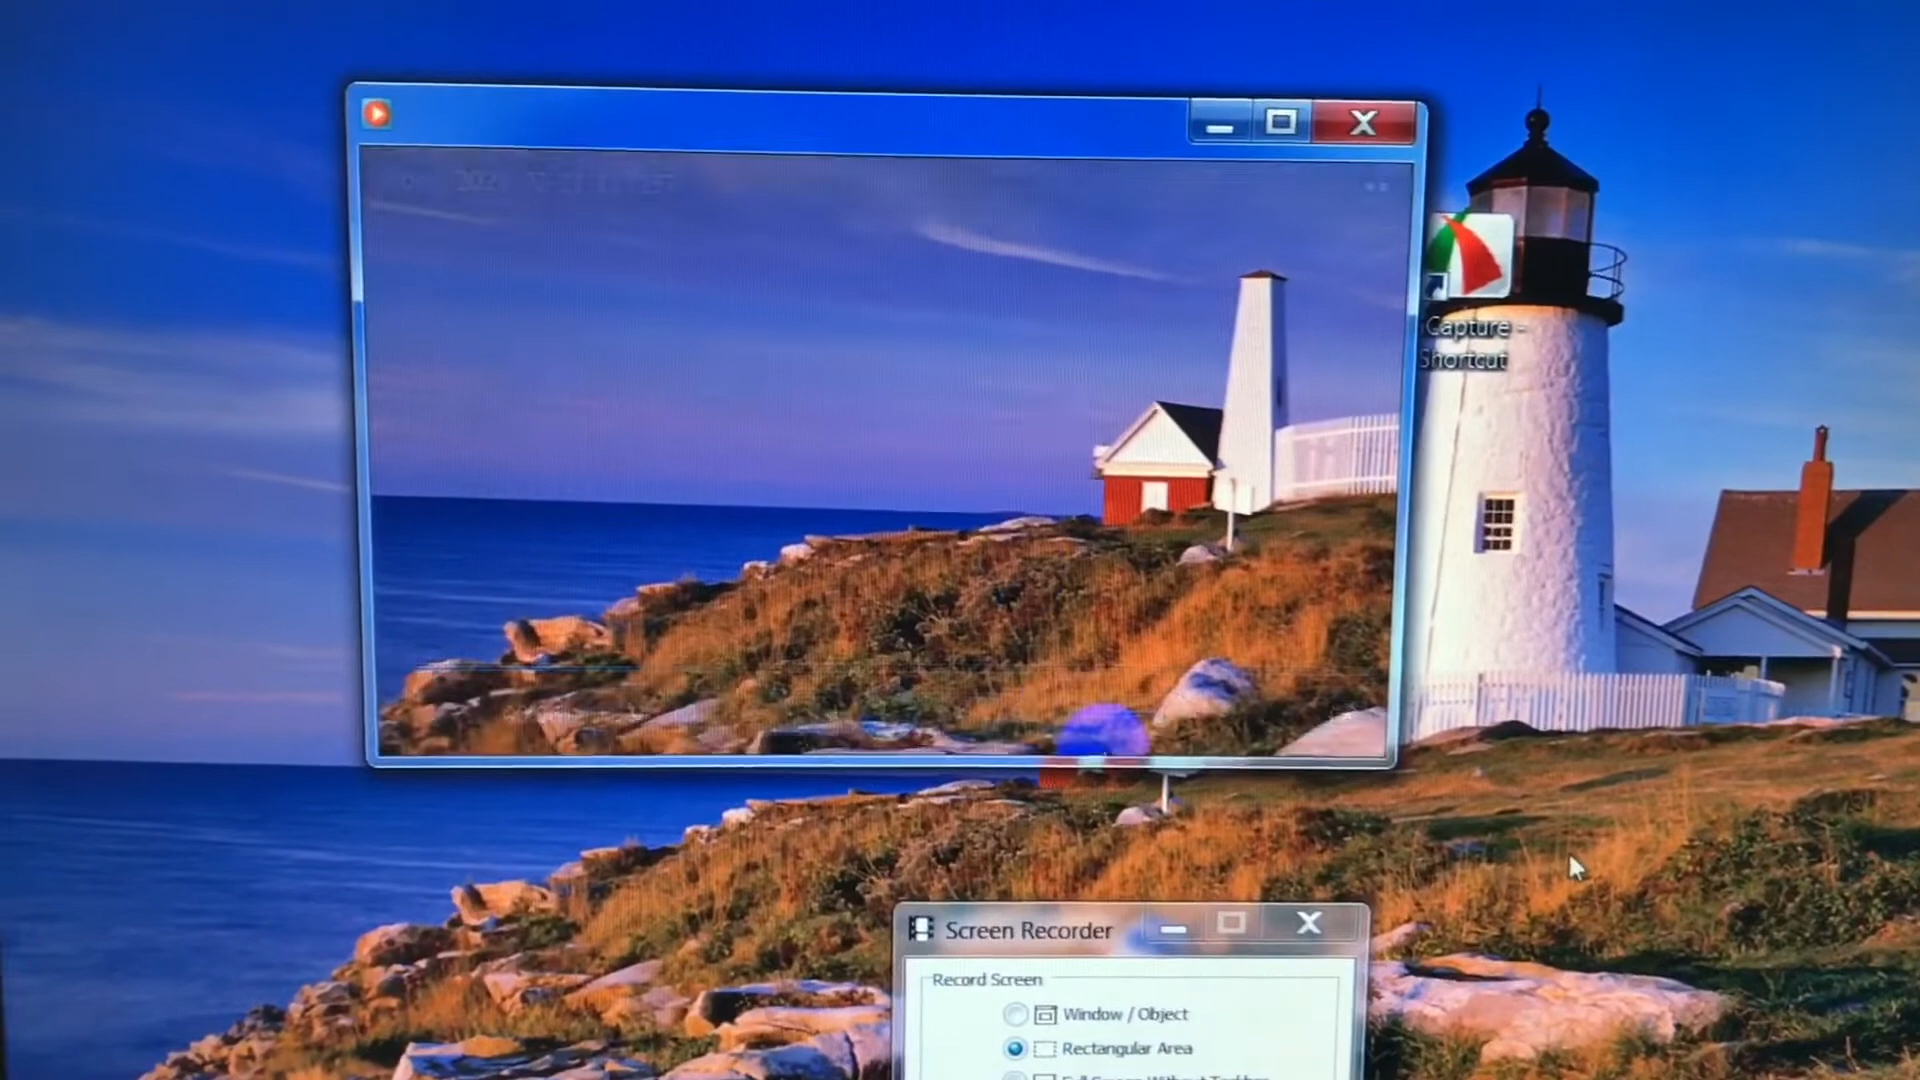 Capture -
Shortcut
Screen Recorder
Record Screen
Window / Object
Rectangular Area